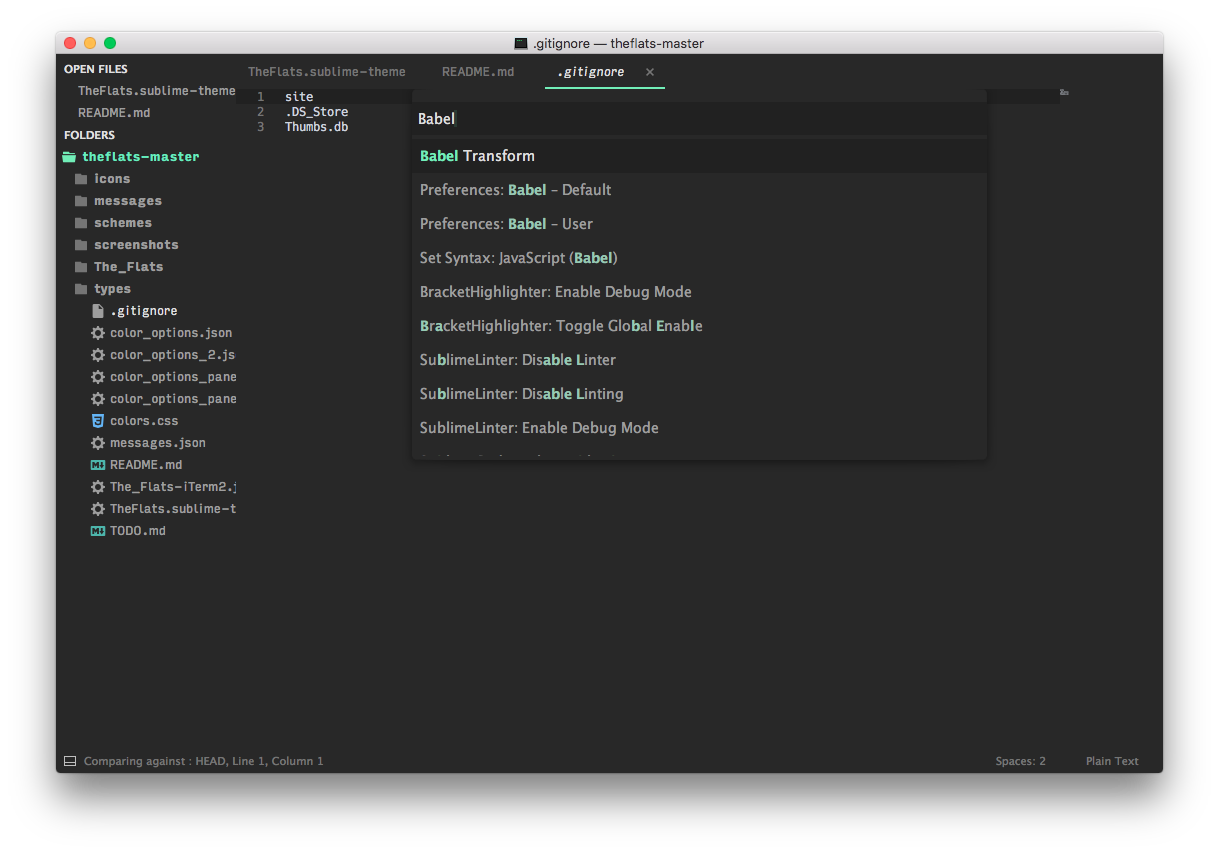 .gitignore — theflats-master
OPEN FILES
TheFlats.sublime-theme
README.md
FOLDERS
theflats-master
icons
messages
schemes
screenshots
The_Flats
types
.gitignore
color_options.json
color_options_2.js
color_options_pane
color_options_pane
colors.css
messages.json
README.md
The_Flats-iTerm2.j
TheFlats.sublime-t
TODO.md
TheFlats.sublime-theme README.md .gitignore ×
1 site
2 .DS_Store
3 Thumbs.db
Babel
Babel Transform
Preferences: Babel – Default
Preferences: Babel – User
Set Syntax: JavaScript (Babel)
BracketHighlighter: Enable Debug Mode
BracketHighlighter: Toggle Global Enable
SublimeLinter: Disable Linter
SublimeLinter: Disable Linting
SublimeLinter: Enable Debug Mode
Comparing against : HEAD, Line 1, Column 1
Spaces: 2
Plain Text